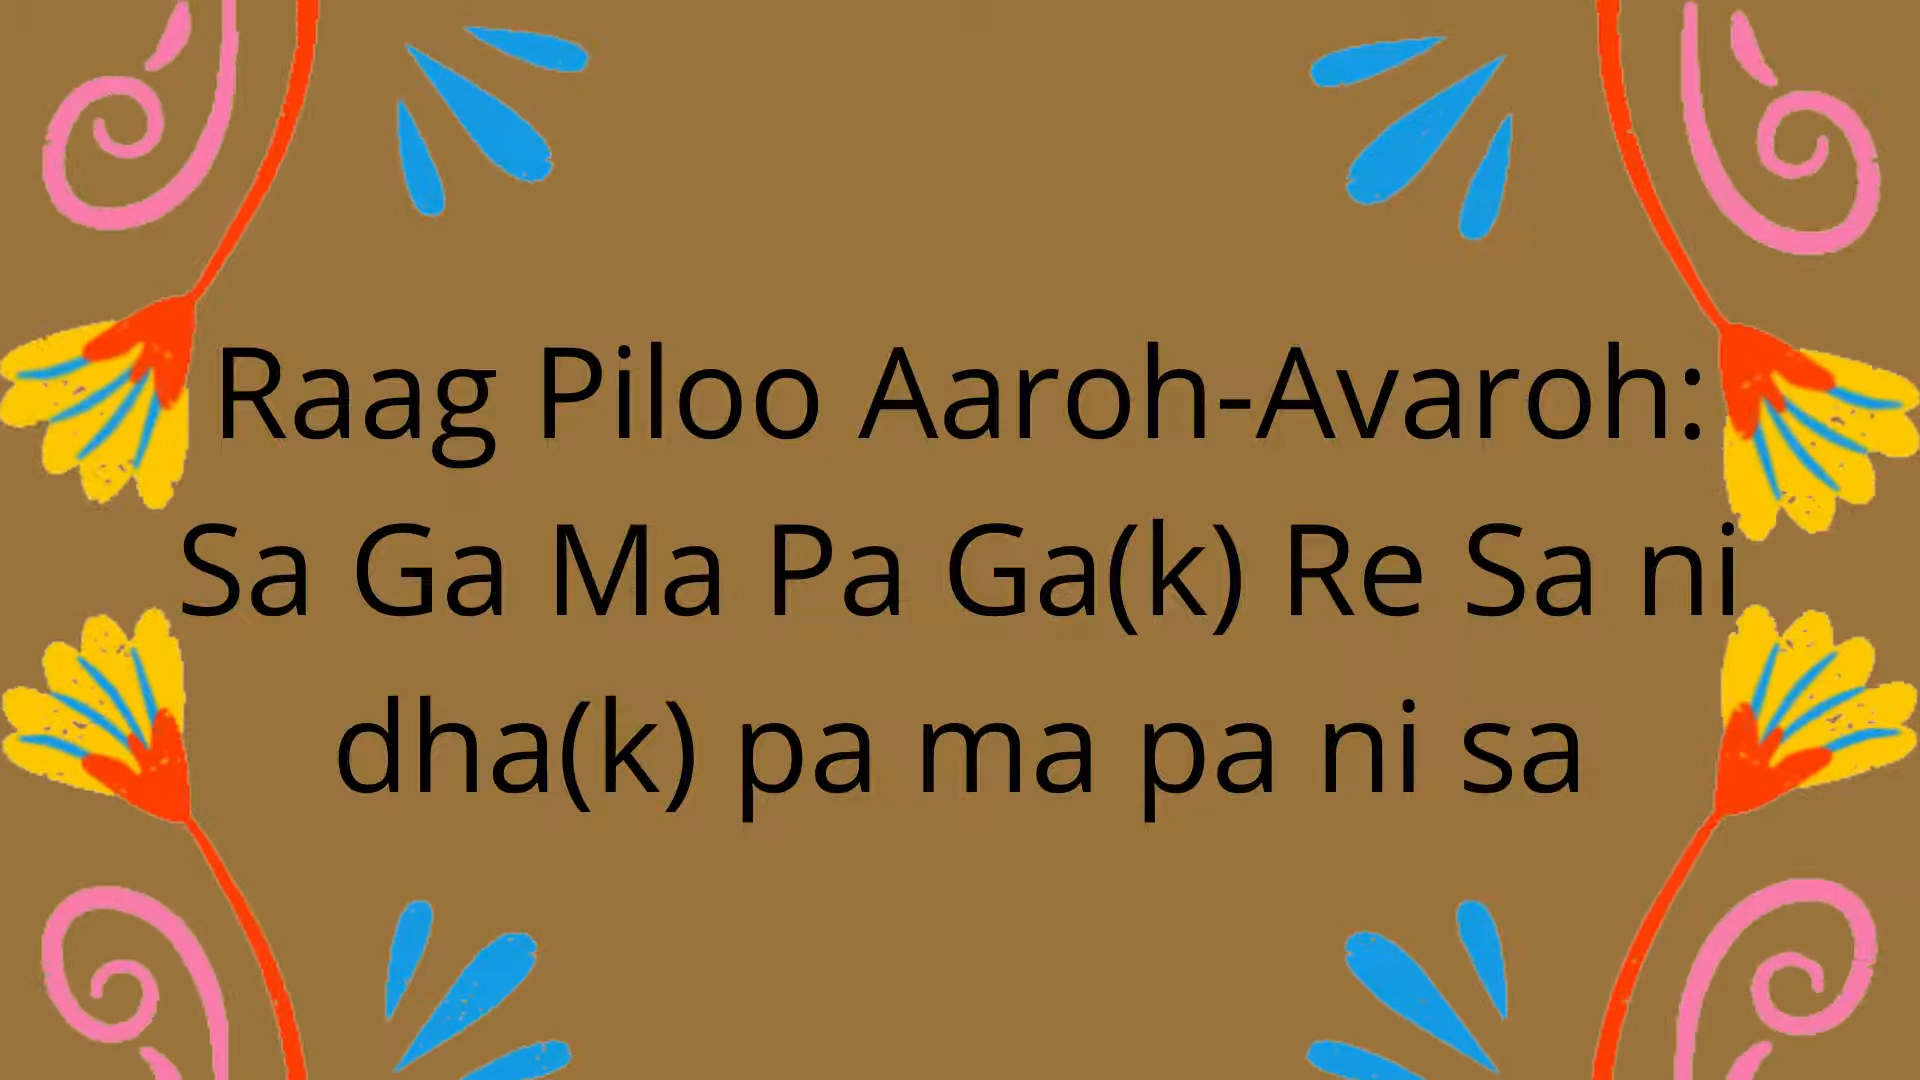 Raag Piloo Aaroh-Avaroh:
Sa Ga Ma Pa Ga(k) Re Sa ni
dha(k) pa ma pa ni sa